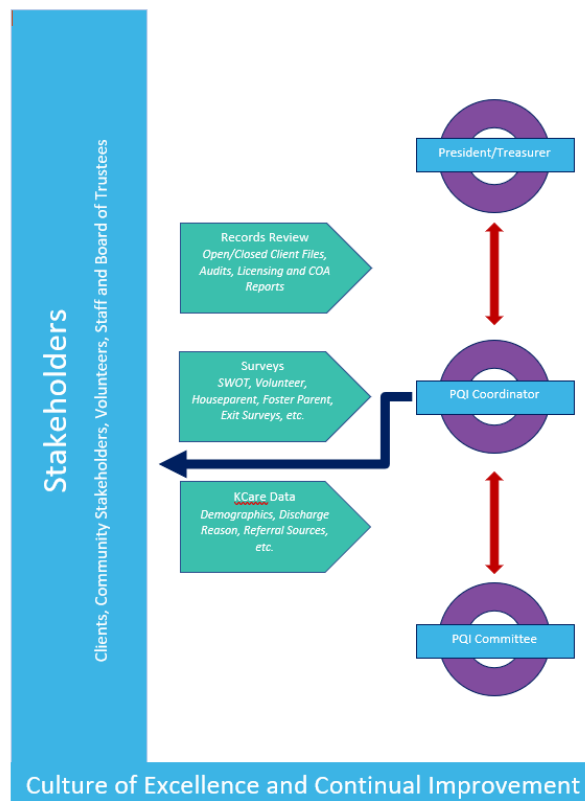 Stakeholders
Clients, Community Stakeholders, Volunteers, Staff and Board of Trustees
President/Treasurer
Records Review
Open/Closed Client Files,
Audits, Licensing and COA
Reports
Surveys
SWOT, Volunteer,
Houseparent, Foster Parent,
Exit Surveys, etc.
PQI Coordinator
KCare Data
Demographics, Discharge
Reason, Referral Sources,
etc.
PQI Committee
Culture of Excellence and Continual Improvement